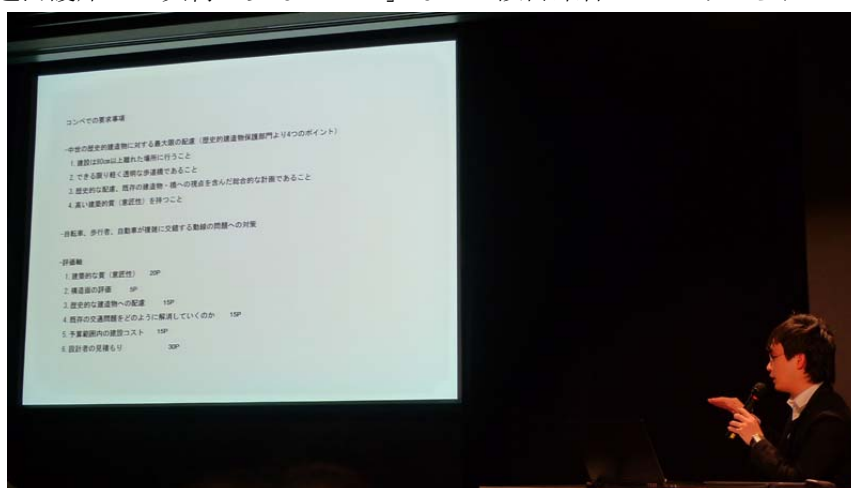 コンペでの要求事項
-中世の歴史的建造物に対する最大限の配慮（歴史的建造物保護部門より4つのポイント）
1. 建設は80cm以上離れた場所に行うこと
2. できる限り軽く透明な歩道橋であること
3. 歴史的な配慮、既存の建造物・橋への視点を含んだ総合的な計画であること
4. 高い建築的質（意匠性）を持つこと
-自転車、歩行者、自動車が複雑に交錯する動線の問題への対策
-評価軸
1. 建築的な質（意匠性） 20P
2. 構造面の評価 5P
3. 歴史的な建造物への配慮 15P
4. 既存の交通問題をどのように解消していくのか 15P
5. 予算範囲内の建設コスト 15P
6. 設計者の見積もり 30P